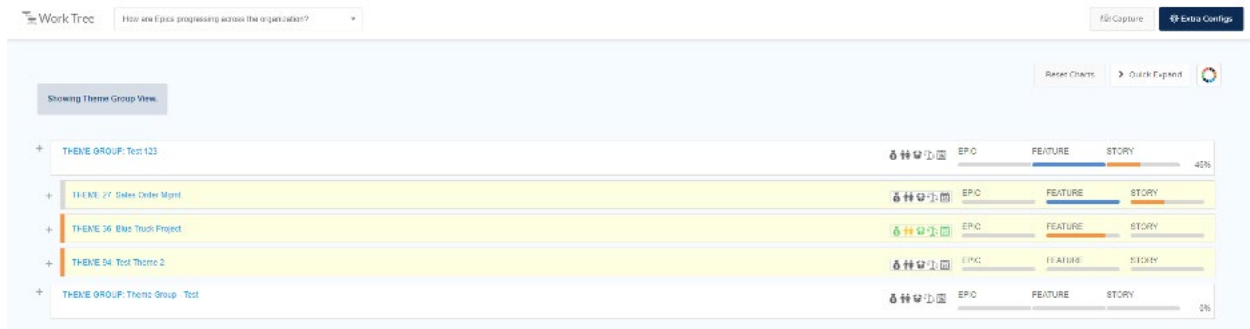 Work Tree
How are Epics progressing across the organization?
Capture
Extra Configs
Reset Charts
Quick Expand
Showing Theme Group View.
THEME GROUP: Test 123
EPIC FEATURE STORY
46%
THEME 27: Sales Order Mgmt
EPIC FEATURE STORY
THEME 36: Blue Truck Project
EPIC FEATURE STORY
THEME 94: Test Theme 2
EPIC FEATURE STORY
THEME GROUP: Theme Group - Test
EPIC FEATURE STORY
0%